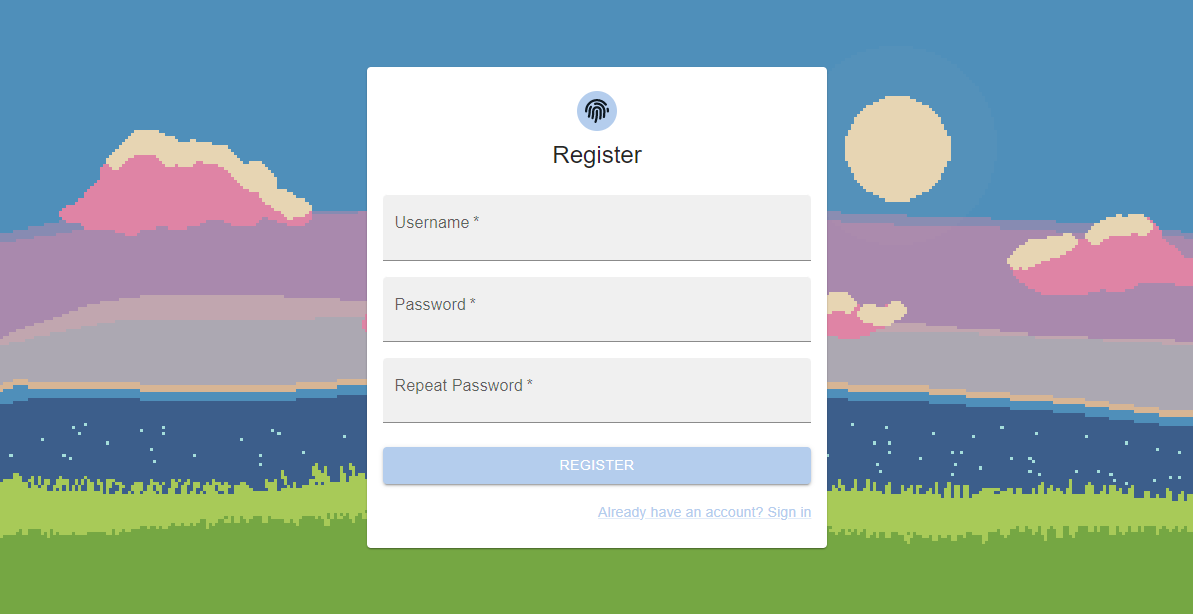 Register
Username *
Password *
Repeat Password *
REGISTER
Already have an account? Sign in